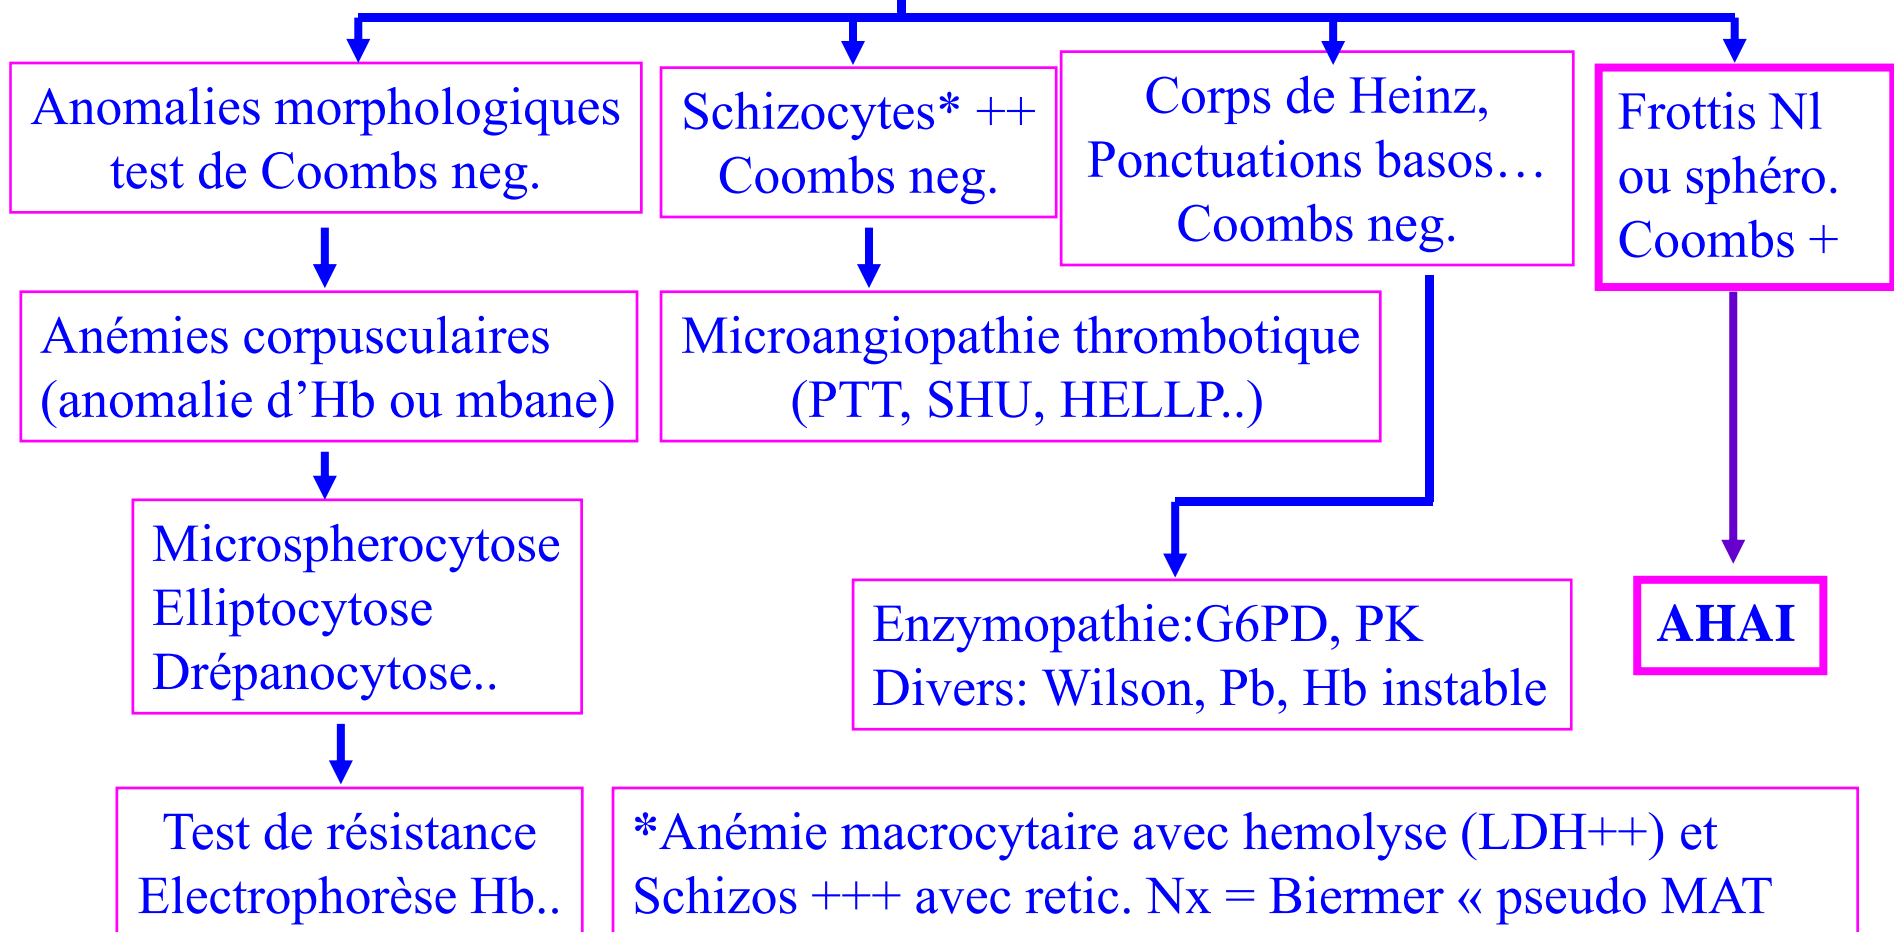 Anomalies morphologiques
test de Coombs neg.
Schizocytes* ++
Coombs neg.
Corps de Heinz,
Ponctuations basos…
Coombs neg.
Frottis Nl
ou sphéro.
Coombs +
Anémies corpusculaires
(anomalie d’Hb ou mbane)
Microangiopathie thrombotique
(PTT, SHU, HELLP..)
Microspherocytose
Elliptocytose
Drépanocytose..
Enzymopathie:G6PD, PK
Divers: Wilson, Pb, Hb instable
AHAI
Test de résistance
Electrophorèse Hb..
*Anémie macrocytaire avec hemolyse (LDH++) et
Schizos +++ avec retic. Nx = Biermer « pseudo MAT